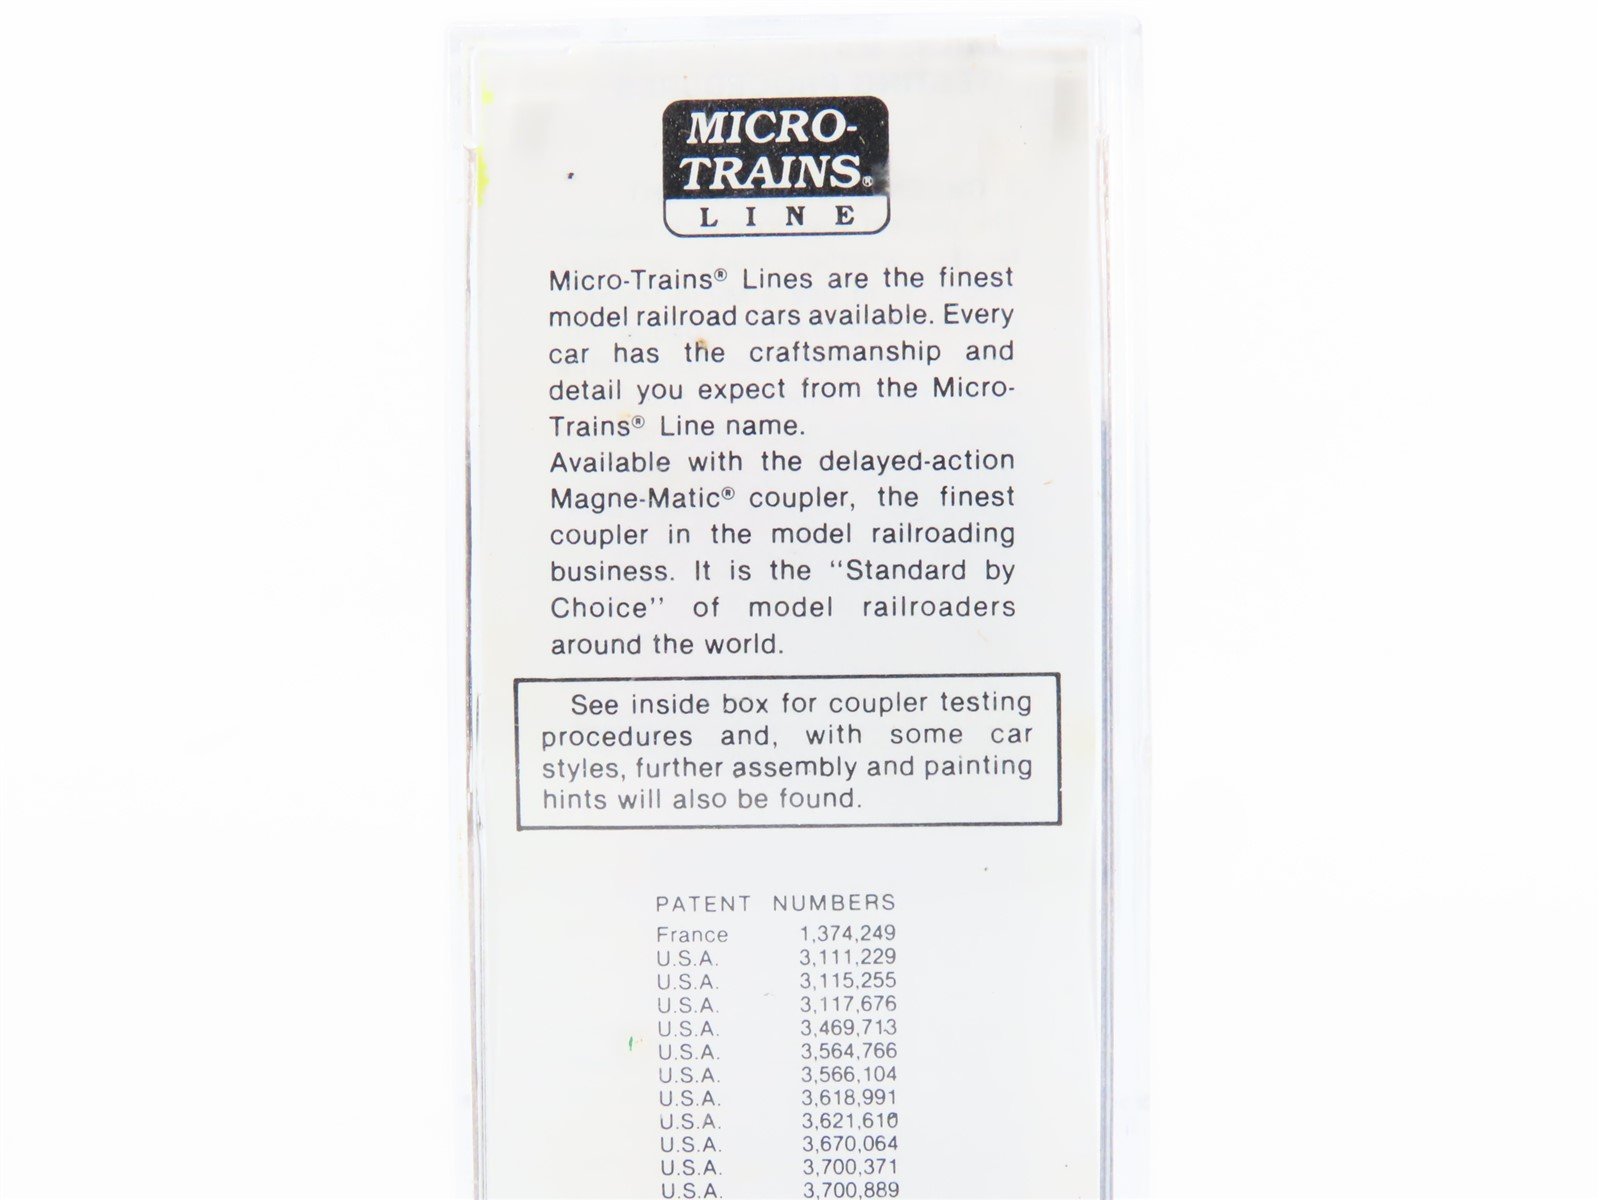 MICRO-
TRAINS®
LINE
Micro-Trains® Lines are the finest
model railroad cars available. Every
car has the craftsmanship and
detail you expect from the Micro-
Trains® Line name.
Available with the delayed-action
Magne-Matic® coupler, the finest
coupler in the model railroading
business. It is the “Standard by
Choice” of model railroaders
around the world.
See inside box for coupler testing
procedures and, with some car
styles, further assembly and painting
hints will also be found.
PATENT NUMBERS
France 1,374,249
U.S.A. 3,111,229
U.S.A. 3,115,255
U.S.A. 3,117,676
U.S.A. 3,469,713
U.S.A. 3,564,766
U.S.A. 3,566,104
U.S.A. 3,618,991
U.S.A. 3,621,610
U.S.A. 3,670,064
U.S.A. 3,700,371
U.S.A. 3,700,889